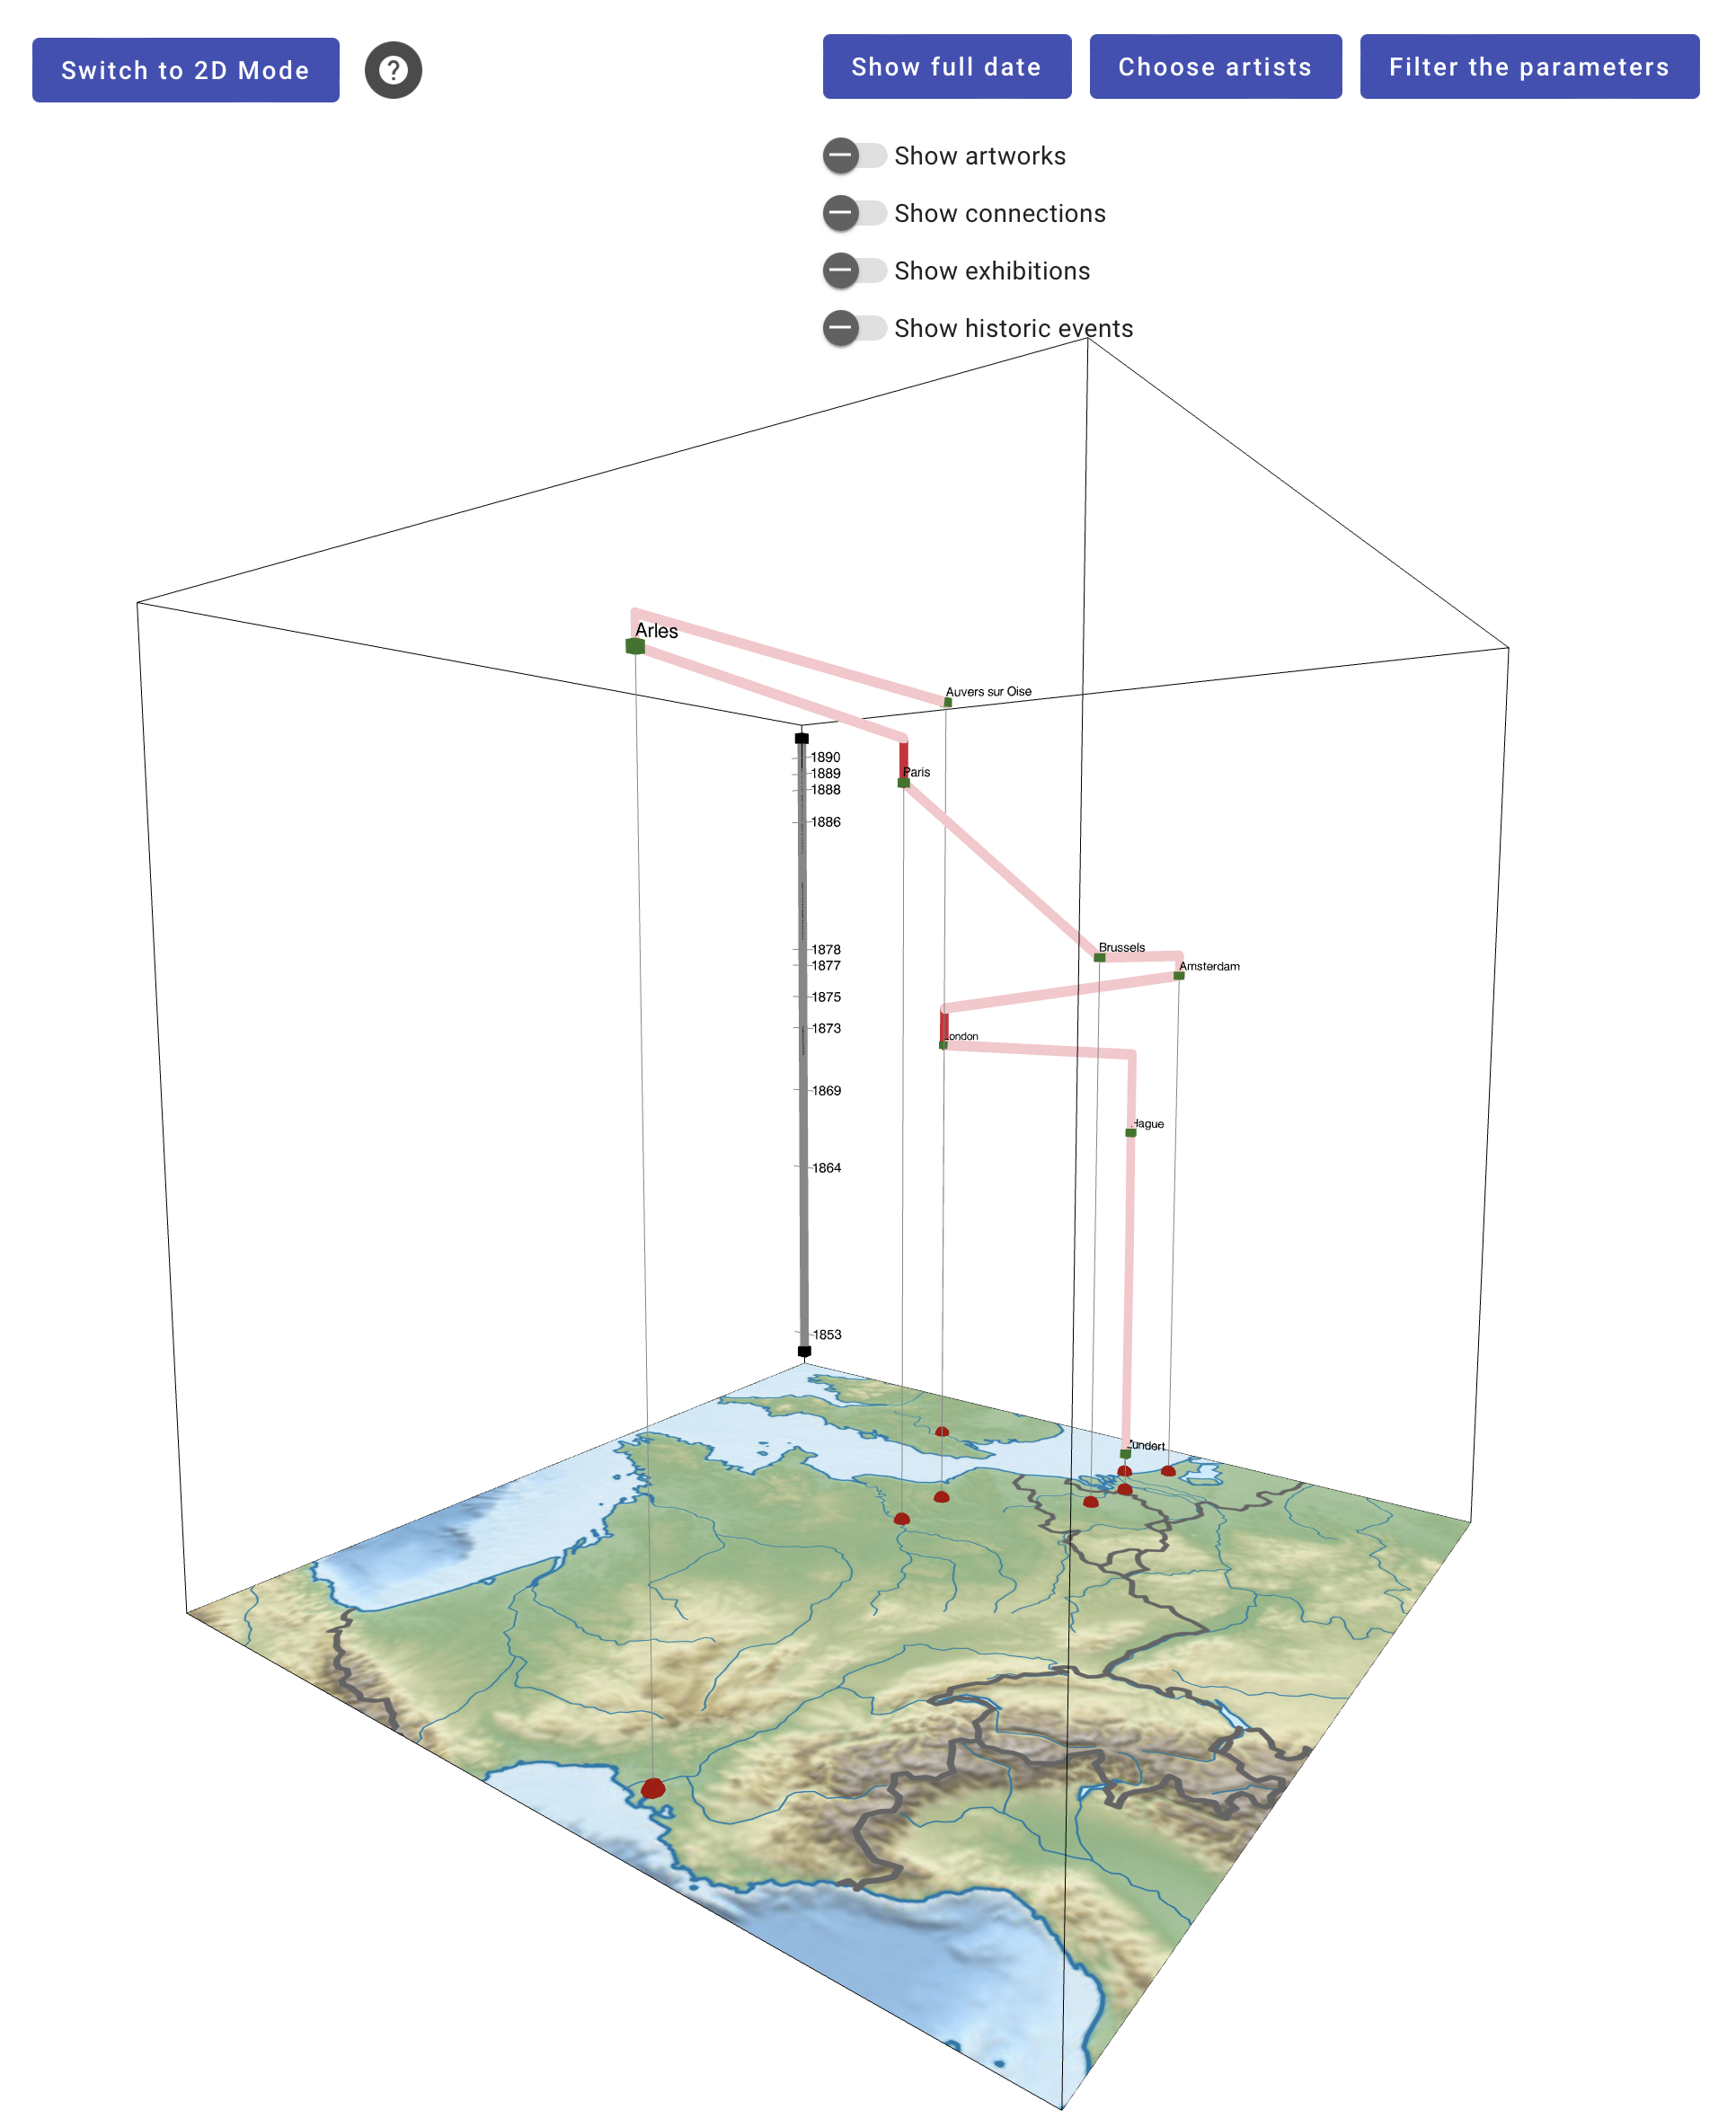 Switch to 2D Mode
?
Show full date
Choose artists
Filter the parameters
Show artworks
Show connections
Show exhibitions
Show historic events
Arles
Auvers sur Oise
Paris
1890
1889
1888
1886
Brussels
Amsterdam
1878
1877
1875
1873
London
1869
Hague
1864
1853
Zundert